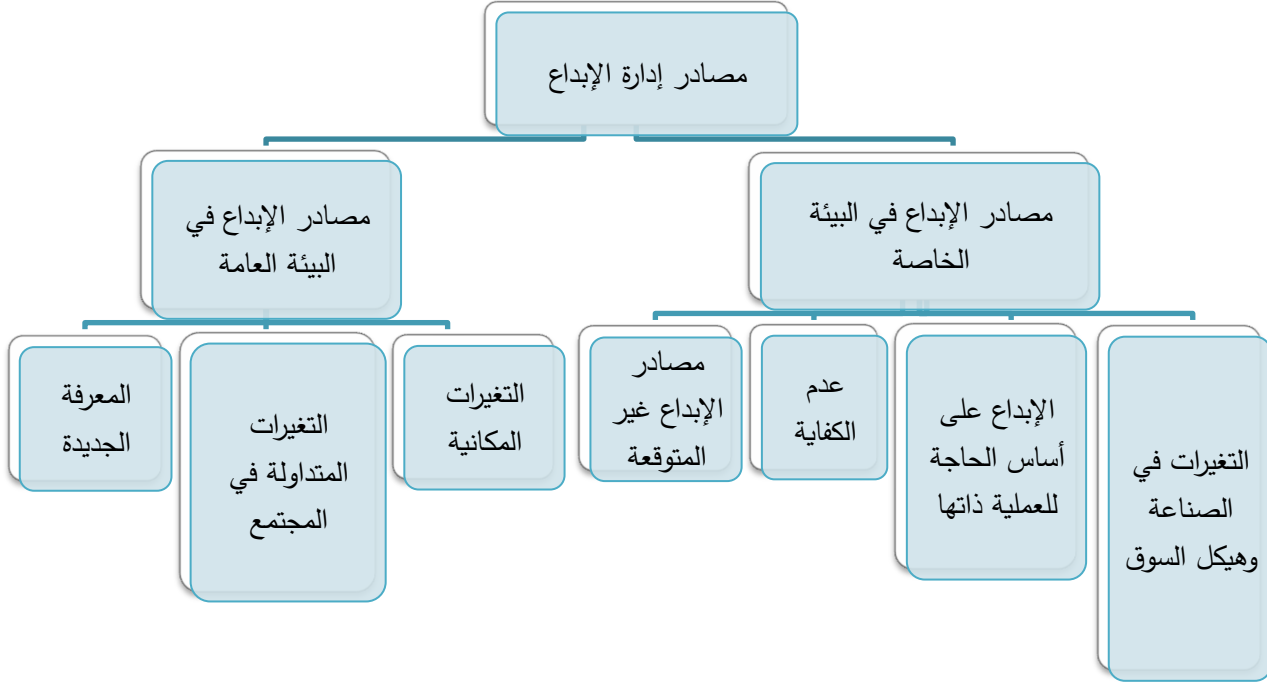 مصادر إدارة الإبداع
مصادر الإبداع في البيئة
الخاصة
مصادر الإبداع في
البيئة العامة
التغيرات في
الصناعة
وهيكل السوق
الإبداع على
أساس الحاجة
للعملية ذاتها
عدم
الكفاية
مصادر
الإبداع غير
المتوقعة
التغيرات
المكانية
التغيرات
المتداولة في
المجتمع
المعرفة
الجديدة